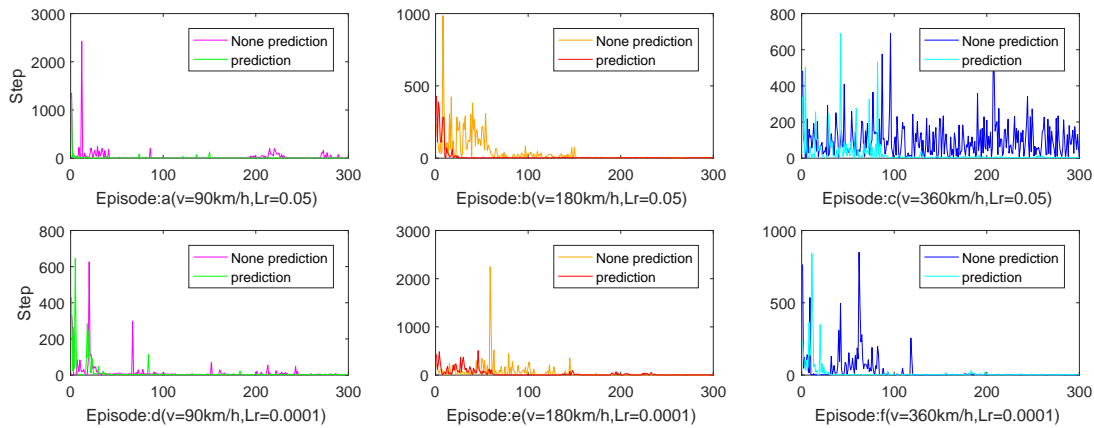 3000
2000
1000
0
Step
None prediction
prediction
0 100 200 300
Episode:a(v=90km/h,Lr=0.05)
1000
500
0
None prediction
prediction
0 100 200 300
Episode:b(v=180km/h,Lr=0.05)
800
600
400
200
0
None prediction
prediction
0 100 200 300
Episode:c(v=360km/h,Lr=0.05)
800
600
400
200
0
Step
None prediction
prediction
0 100 200 300
Episode:d(v=90km/h,Lr=0.0001)
3000
2000
1000
0
None prediction
prediction
0 100 200 300
Episode:e(v=180km/h,Lr=0.0001)
1000
500
0
None prediction
prediction
0 100 200 300
Episode:f(v=360km/h,Lr=0.0001)